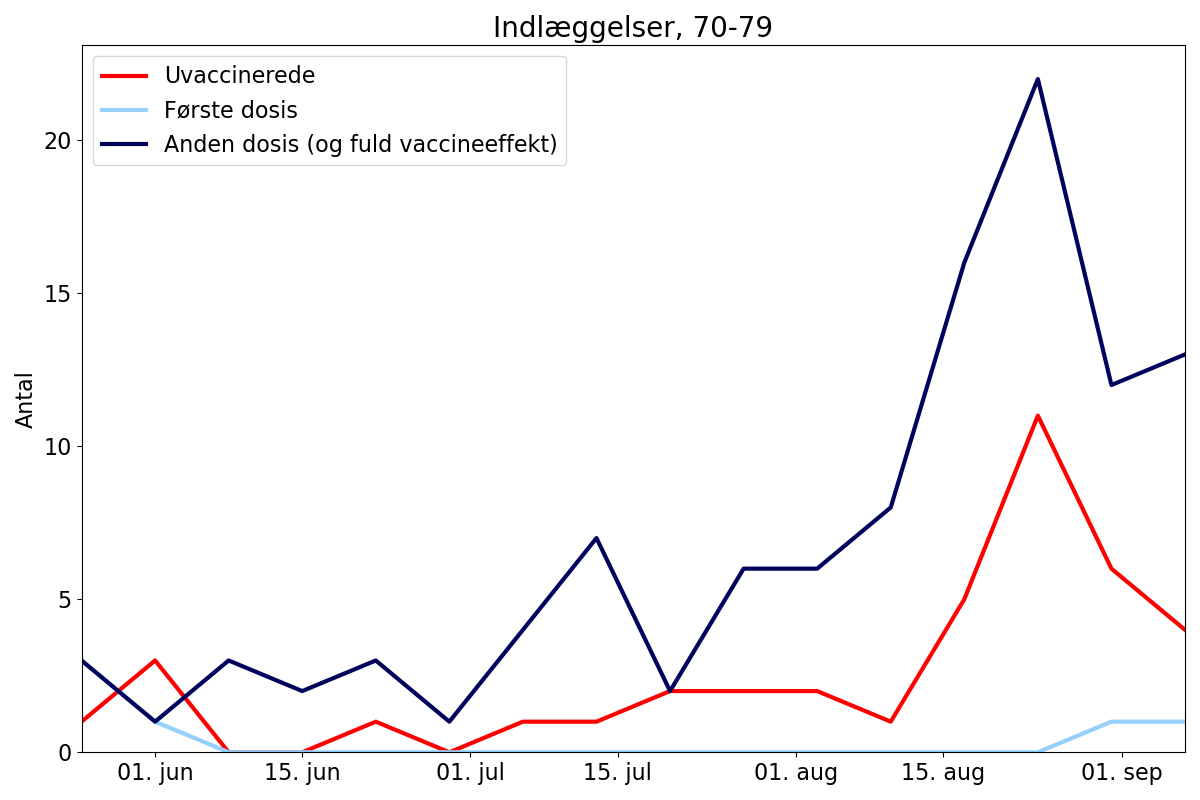 Indlæggelser, 70-79
Uvaccinerede
Første dosis
Anden dosis (og fuld vaccineeffekt)
20
15
10
5
0
Antal
01. jun
15. jun
01. jul
15. jul
01. aug
15. aug
01. sep